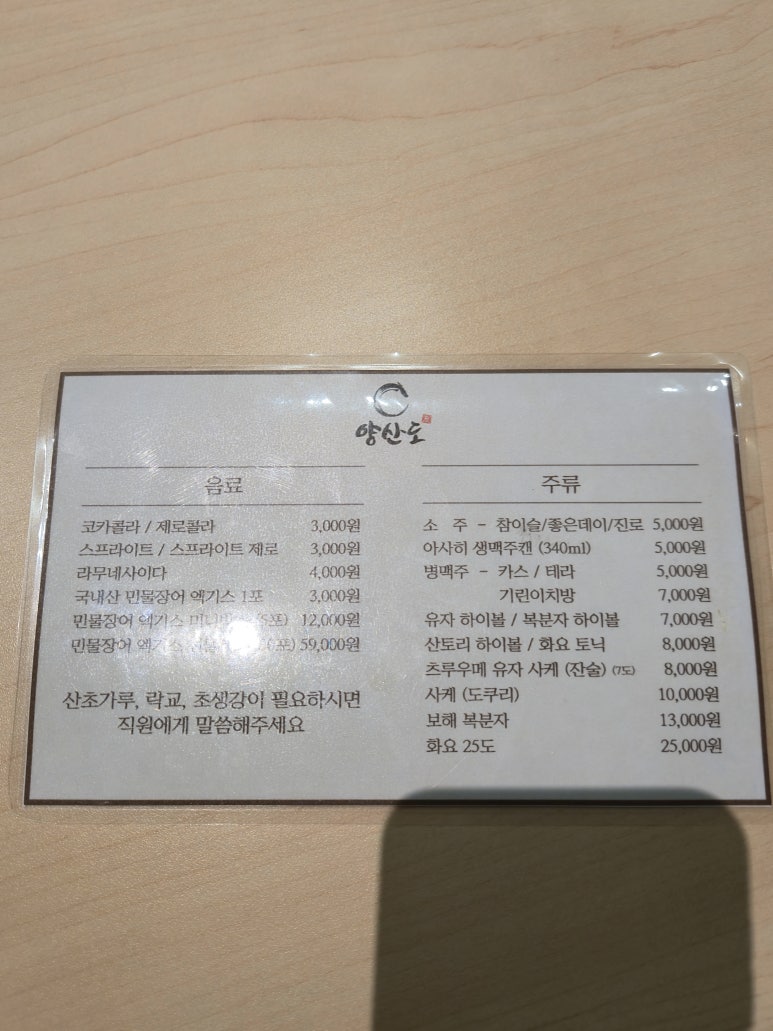 양산도
음료
코카콜라 / 제로콜라 3,000원
스프라이트 / 스프라이트 제로 3,000원
라무네사이다 4,000원
국내산 민물장어 엑기스 1포 3,000원
민물장어 엑기스 12,000원
민물장어 엑기스 59,000원
산초가루, 락교, 초생강이 필요하시면
직원에게 말씀해주세요
주류
소 주 - 참이슬/좋은데이/진로 5,000원
아사히 생맥주캔 (340ml) 5,000원
병맥주 - 카스 / 테라 5,000원
기린이치방 7,000원
유자 하이볼 / 복분자 하이볼 7,000원
산토리 하이볼 / 화요 토닉 8,000원
츠루우메 유자 사케 (잔술) (7도) 8,000원
사케 (도쿠리) 10,000원
보해 복분자 13,000원
화요 25도 25,000원